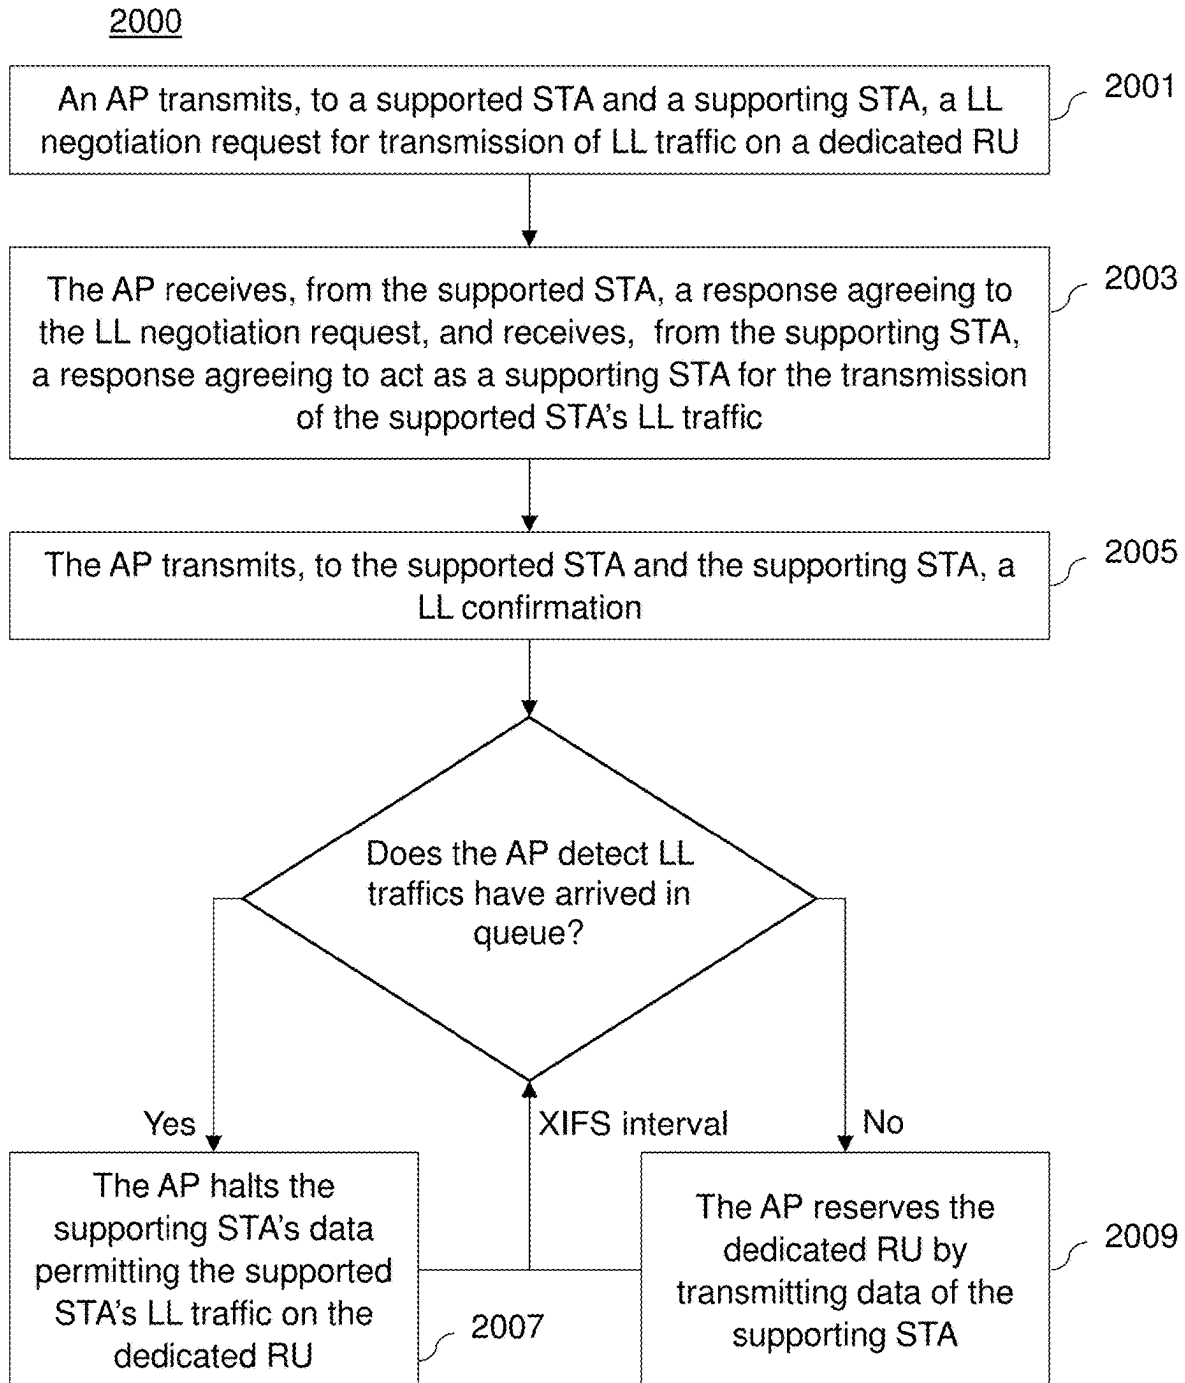 2000
An AP transmits, to a supported STA and a supporting STA, a LL
negotiation request for transmission of LL traffic on a dedicated RU
2001
The AP receives, from the supported STA, a response agreeing to
the LL negotiation request, and receives, from the supporting STA,
a response agreeing to act as a supporting STA for the transmission
of the supported STA's LL traffic
2003
The AP transmits, to the supported STA and the supporting STA, a
LL confirmation
2005
Does the AP detect LL
traffics have arrived in
queue?
Yes
XIFS interval
No
The AP halts the
supporting STA's data
permitting the supported
STA's LL traffic on the
dedicated RU
2007
The AP reserves the
dedicated RU by
transmitting data of the
supporting STA
2009